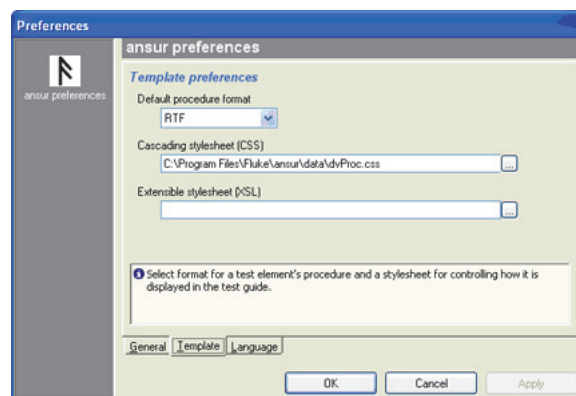 Preferences
ansur preferences
ansur preferences
Template preferences
Default procedure format
RTF
Cascading stylesheet (CSS)
C:\Program Files\Fluke\ansur\data\dvProc.css
...
Extensible stylesheet (XSL)
...
Select format for a test element's procedure and a stylesheet for controlling how it is
displayed in the test guide.
General Template Language
OK Cancel Apply